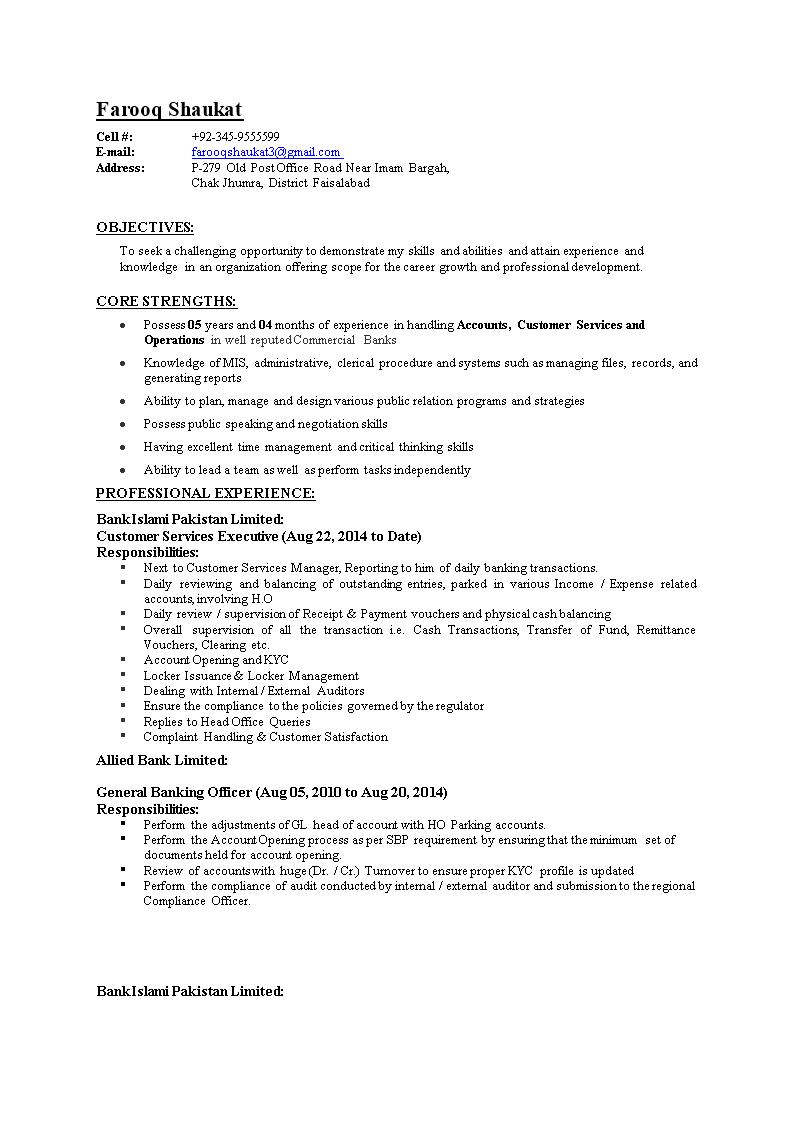 Farooq Shaukat
Cell #: +92-345-9555599
E-mail: farooqshaukat3@gmail.com
Address: P-279 Old Post Office Road Near Imam Bargah,
Chak Jhumra, District Faisalabad
OBJECTIVES:
To seek a challenging opportunity to demonstrate my skills and abilities and attain experience and
knowledge in an organization offering scope for the career growth and professional development.
CORE STRENGTHS:
• Possess 05 years and 04 months of experience in handling Accounts, Customer Services and
Operations in well reputed Commercial Banks
• Knowledge of MIS, administrative, clerical procedure and systems such as managing files, records, and
generating reports
• Ability to plan, manage and design various public relation programs and strategies
• Possess public speaking and negotiation skills
• Having excellent time management and critical thinking skills
• Ability to lead a team as well as perform tasks independently
PROFESSIONAL EXPERIENCE:
BankIslami Pakistan Limited:
Customer Services Executive (Aug 22, 2014 to Date)
Responsibilities:
▪ Next to Customer Services Manager, Reporting to him of daily banking transactions.
▪ Daily reviewing and balancing of outstanding entries, parked in various Income / Expense related
accounts, involving H.O
▪ Daily review / supervision of Receipt & Payment vouchers and physical cash balancing
▪ Overall supervision of all the transaction i.e. Cash Transactions, Transfer of Fund, Remittance
Vouchers, Clearing etc.
▪ Account Opening and KYC
▪ Locker Issuance & Locker Management
▪ Dealing with Internal / External Auditors
▪ Ensure the compliance to the policies governed by the regulator
▪ Replies to Head Office Queries
▪ Complaint Handling & Customer Satisfaction
Allied Bank Limited:
General Banking Officer (Aug 05, 2010 to Aug 20, 2014)
Responsibilities:
▪ Perform the adjustments of GL head of account with HO Parking accounts.
▪ Perform the Account Opening process as per SBP requirement by ensuring that the minimum set of
documents held for account opening.
▪ Review of accounts with huge (Dr. / Cr.) Turnover to ensure proper KYC profile is updated
▪ Perform the compliance of audit conducted by internal / external auditor and submission to the regional
Compliance Officer.
BankIslami Pakistan Limited: